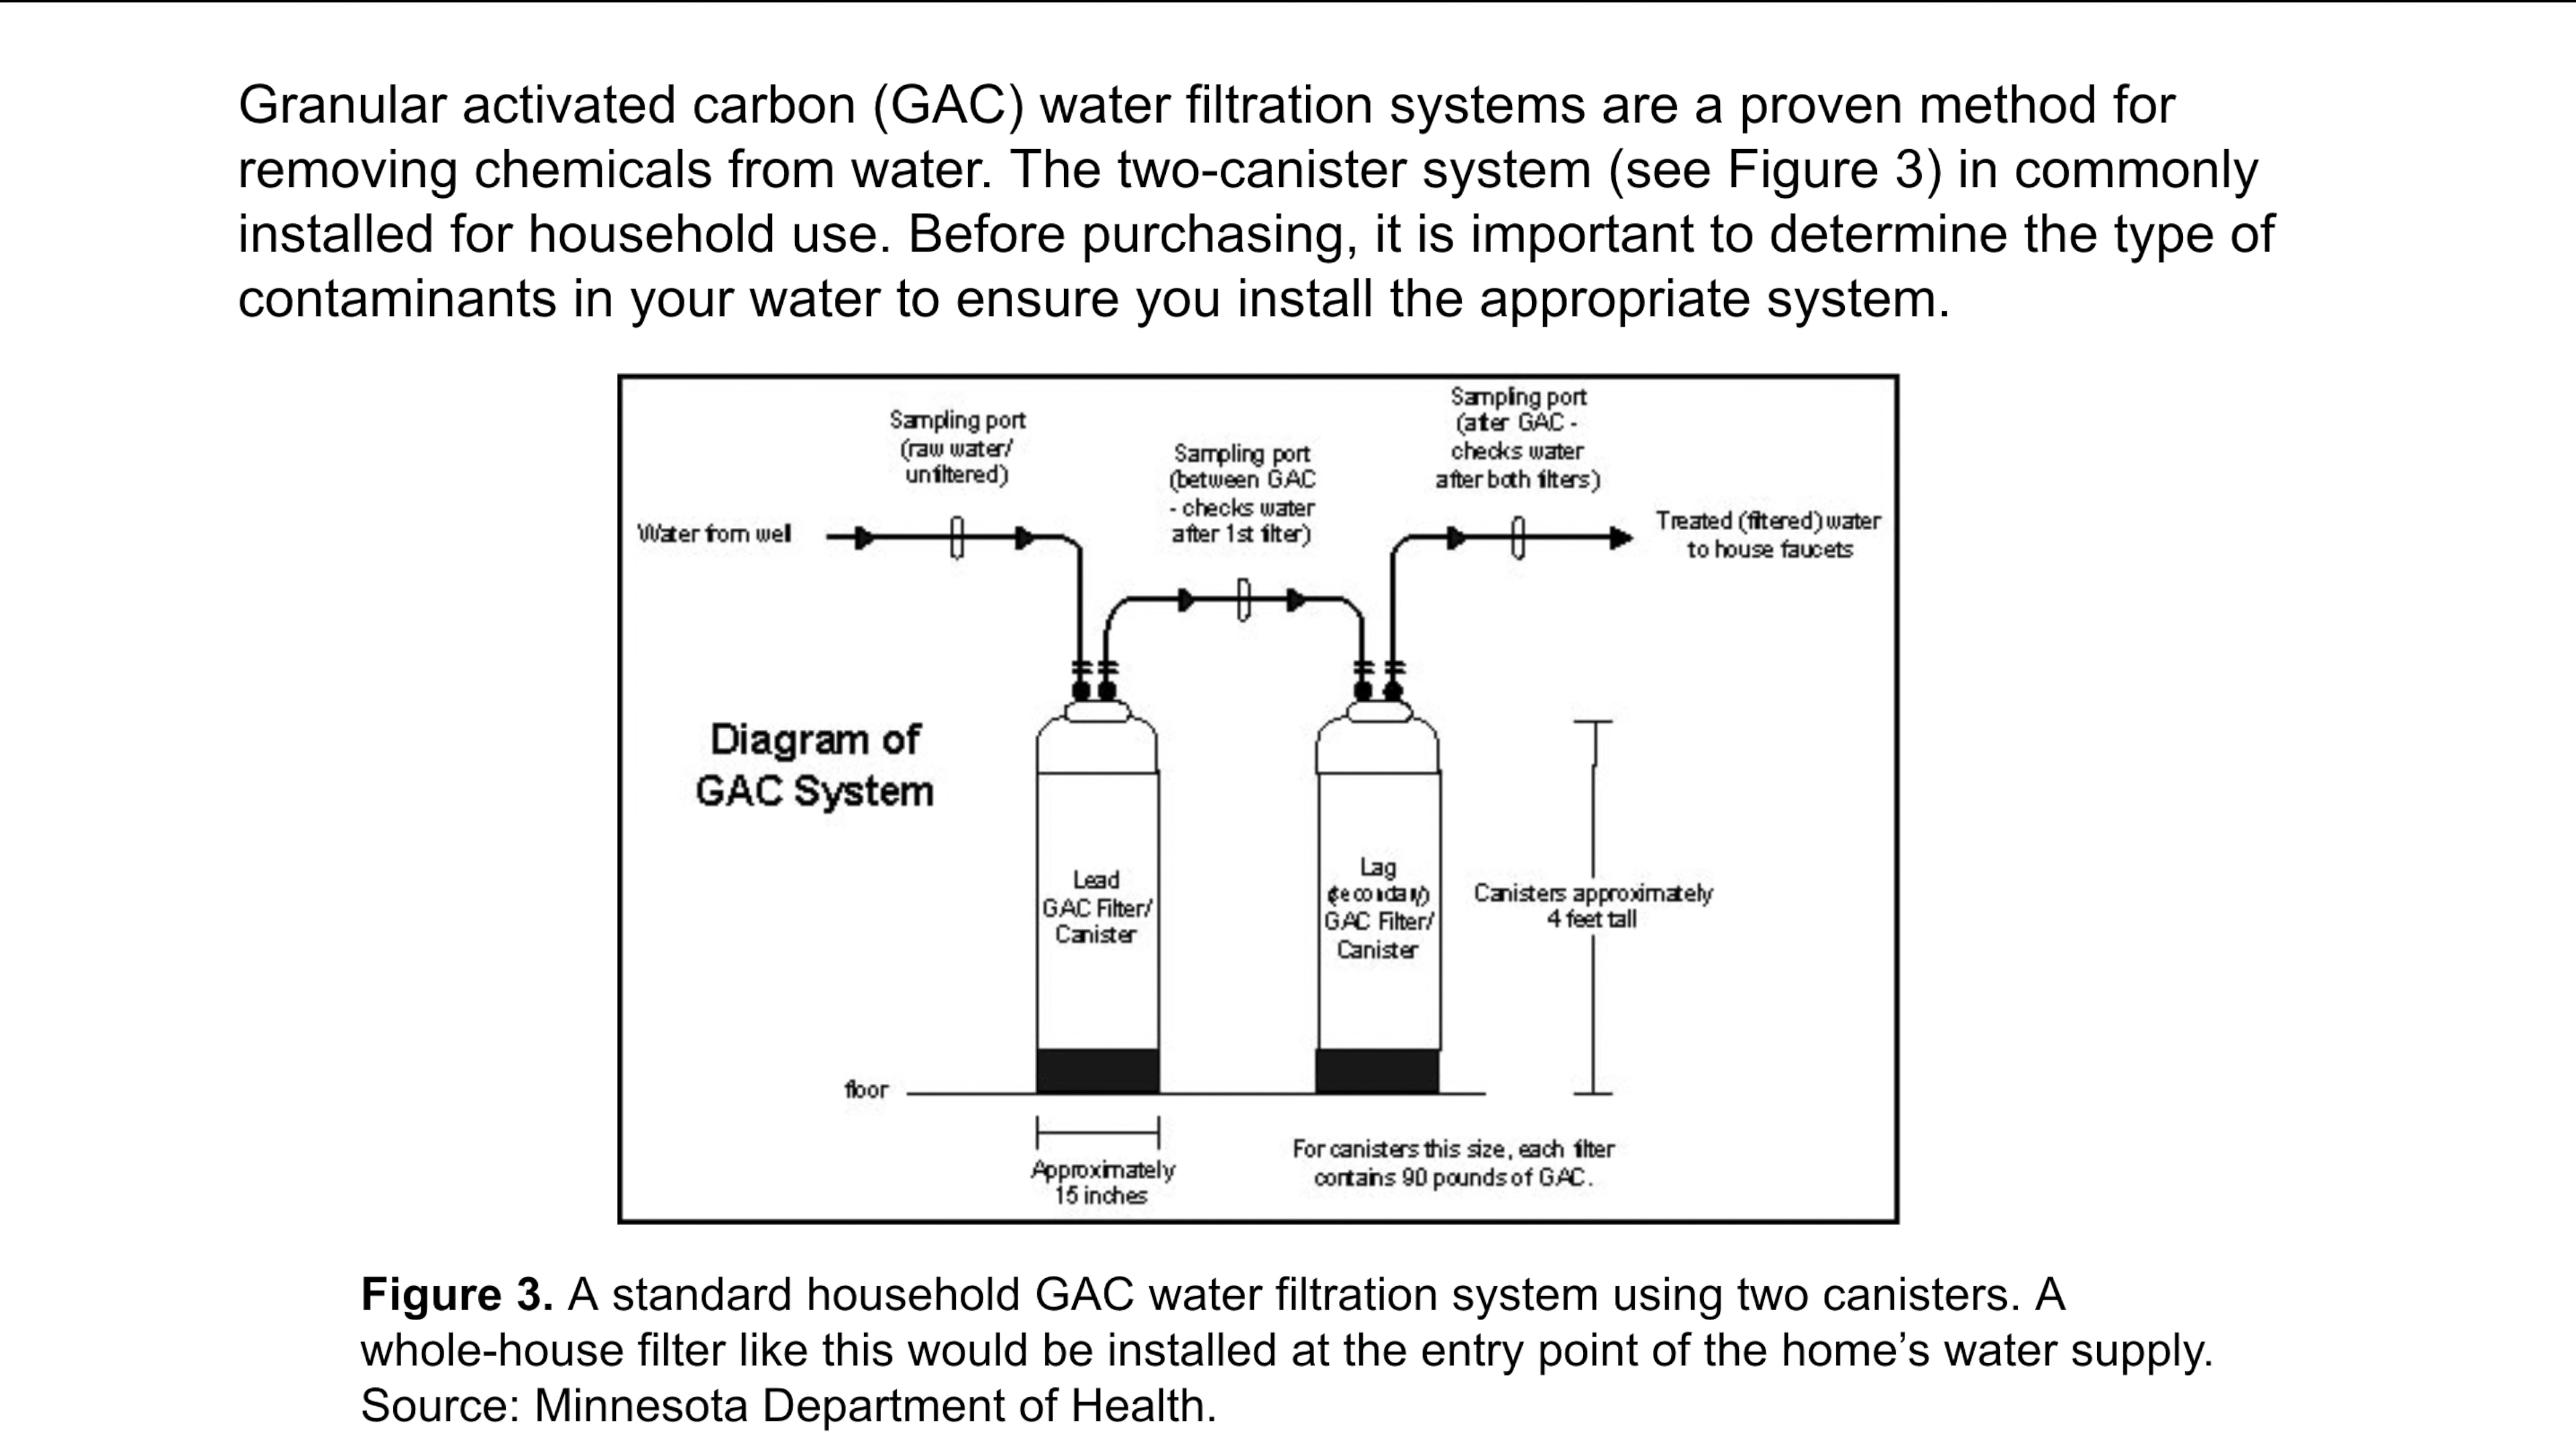 Granular activated carbon (GAC) water filtration systems are a proven method for
removing chemicals from water. The two-canister system (see Figure 3) in commonly
installed for household use. Before purchasing, it is important to determine the type of
contaminants in your water to ensure you install the appropriate system.
Sampling port
(raw water/
unfiltered)
Sampling port
(between GAC
- checks water
after 1st filter)
Sampling port
(ater GAC -
checks water
after both filters)
Water from well
Treated (filtered) water
to house faucets
Diagram of
GAC System
Lead
GAC Filter/
Canister
Lag
(secondary)
GAC Filter/
Canister
Canisters approximately
4 feet tall
floor
Approximately
15 inches
For canisters this size, each filter
contains 90 pounds of GAC.
Figure 3. A standard household GAC water filtration system using two canisters. A
whole-house filter like this would be installed at the entry point of the home’s water supply.
Source: Minnesota Department of Health.